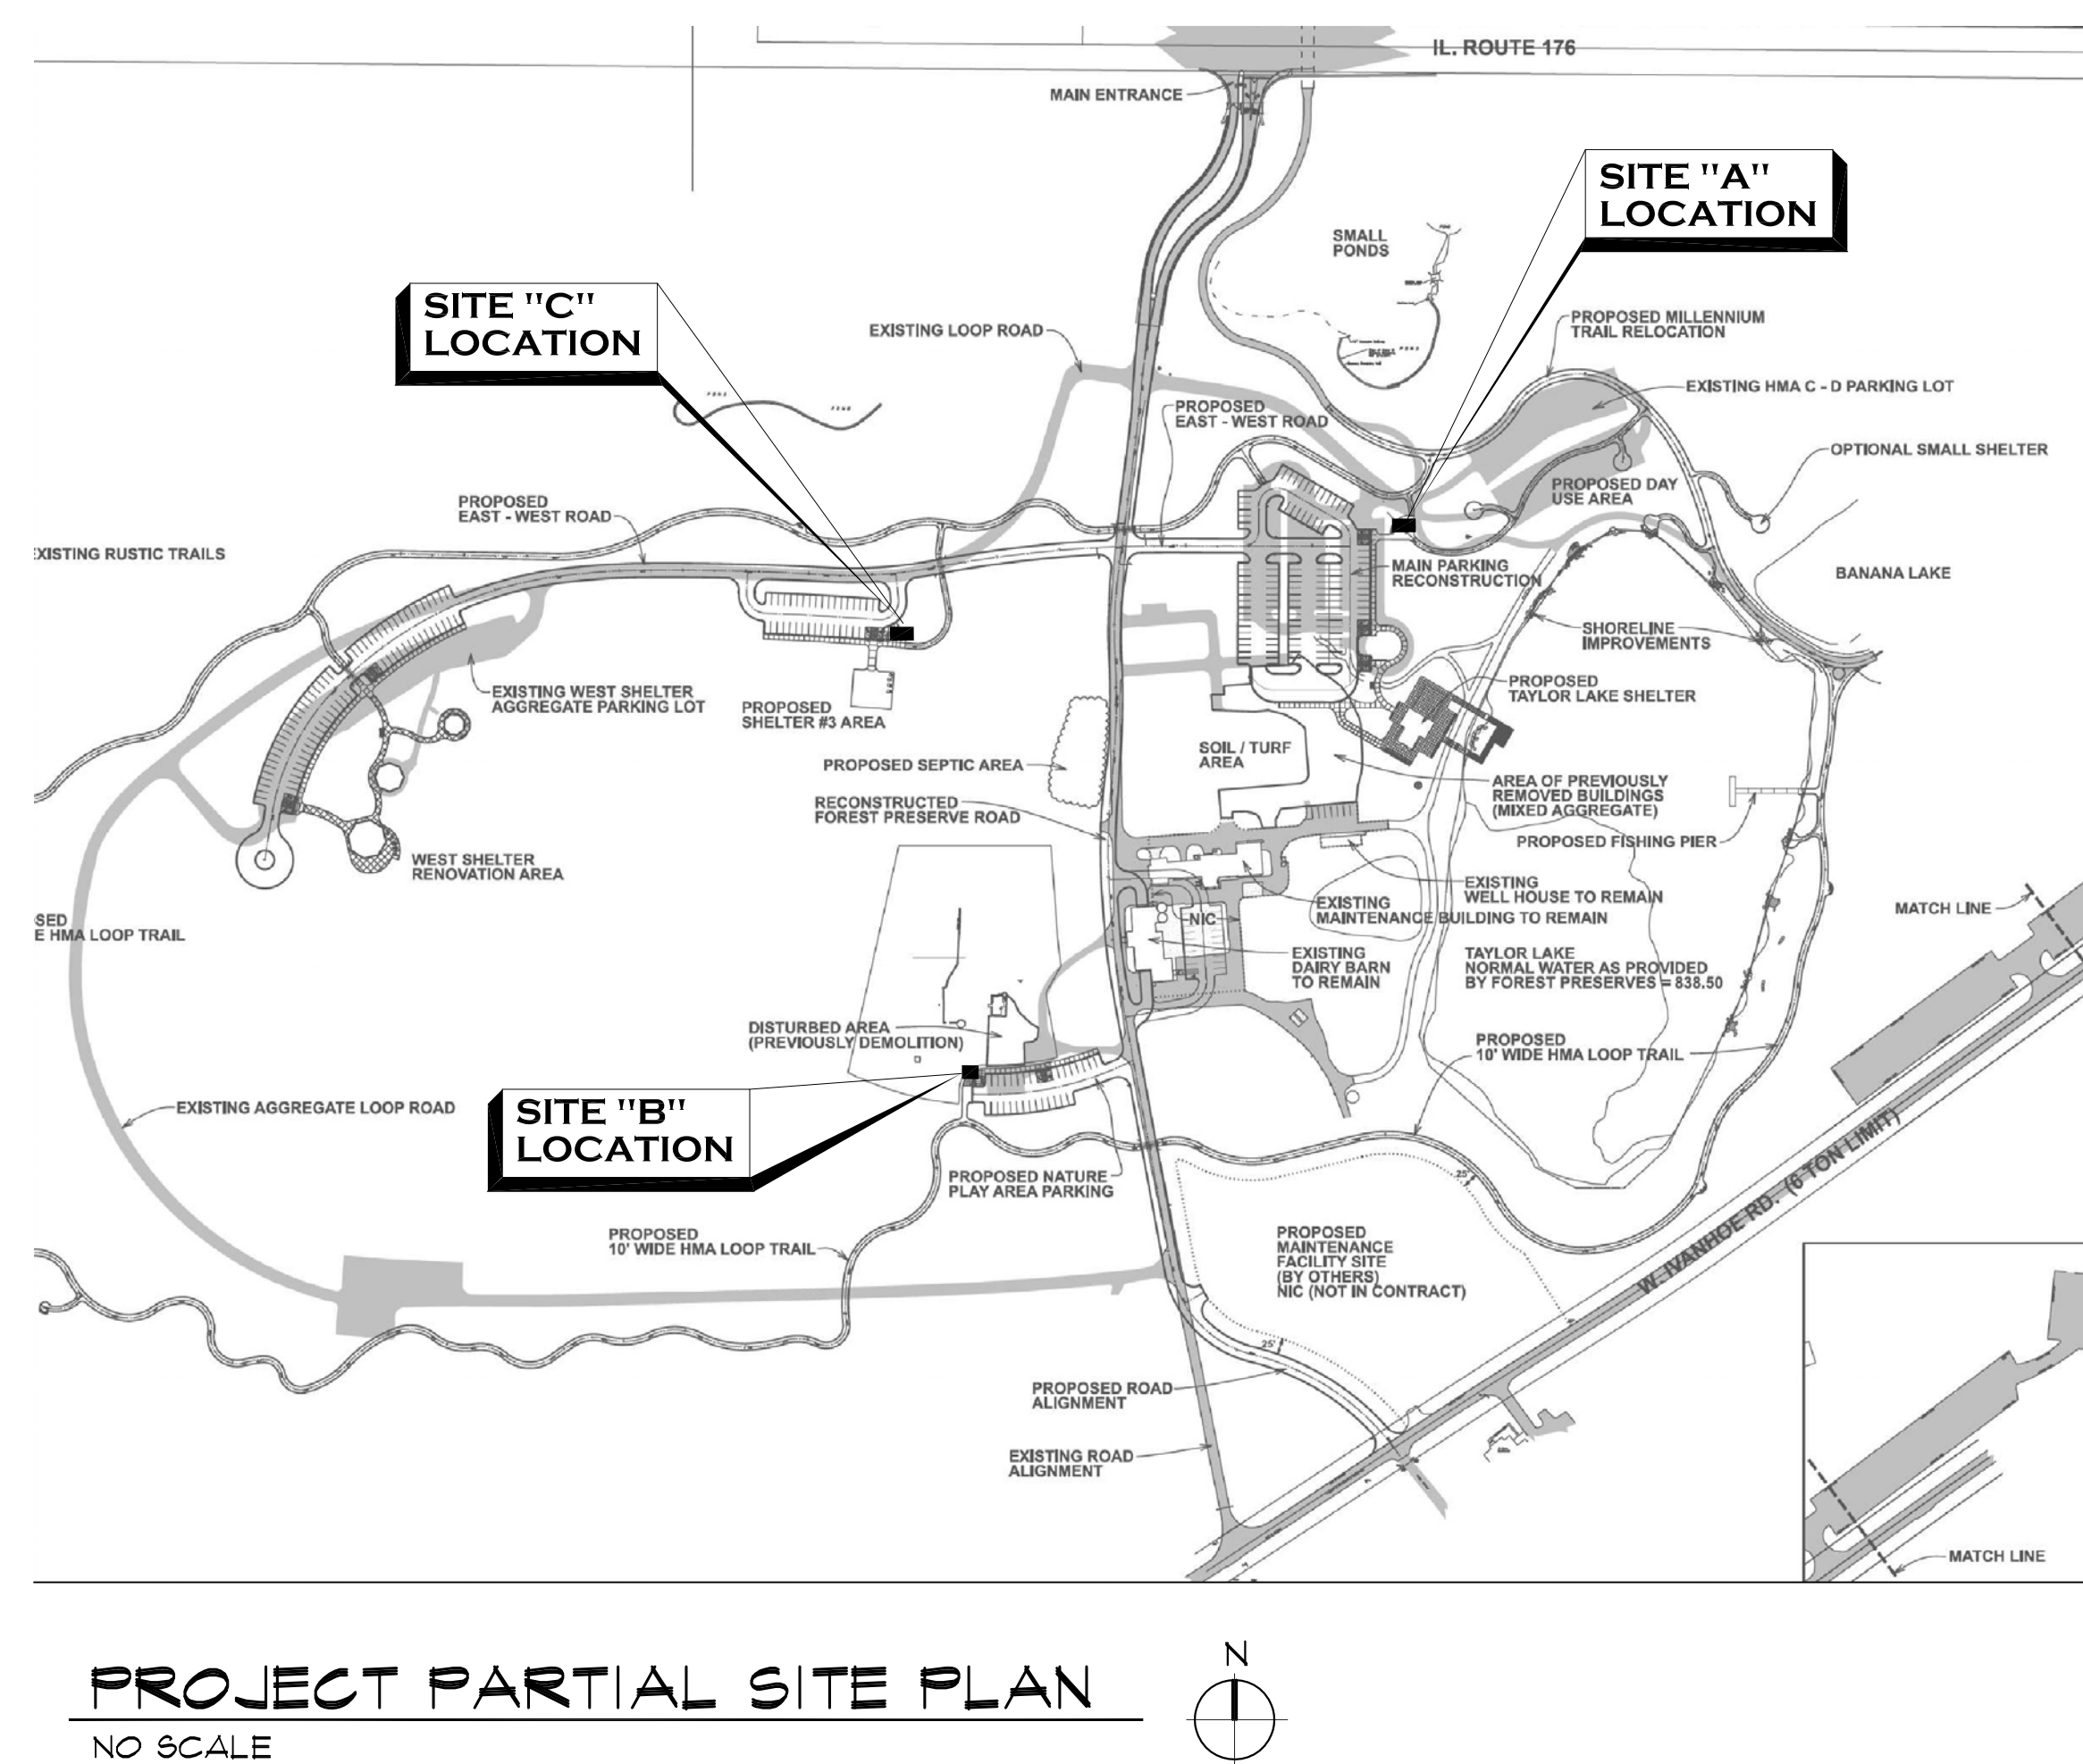 IL. ROUTE 176
MAIN ENTRANCE
SITE "A"
LOCATION
SMALL
PONDS
SITE "C"
LOCATION
EXISTING LOOP ROAD
PROPOSED MILLENNIUM
TRAIL RELOCATION
EXISTING HMA C - D PARKING LOT
POND
POND
POND
PROPOSED
EAST - WEST ROAD
OPTIONAL SMALL SHELTER
PROPOSED DAY
USE AREA
PROPOSED
EAST - WEST ROAD
EXISTING RUSTIC TRAILS
MAIN PARKING
RECONSTRUCTION
BANANA LAKE
SHORELINE
IMPROVEMENTS
EXISTING WEST SHELTER
AGGREGATE PARKING LOT
PROPOSED
SHELTER #3 AREA
PROPOSED
TAYLOR LAKE SHELTER
SOIL / TURF
AREA
PROPOSED SEPTIC AREA
AREA OF PREVIOUSLY
REMOVED BUILDINGS
(MIXED AGGREGATE)
RECONSTRUCTED
FOREST PRESERVE ROAD
PROPOSED FISHING PIER
WEST SHELTER
RENOVATION AREA
EXISTING
WELL HOUSE TO REMAIN
EXISTING
MAINTENANCE BUILDING TO REMAIN
NIC
MATCH LINE
SED
E HMA LOOP TRAIL
EXISTING
DAIRY BARN
TO REMAIN
TAYLOR LAKE
NORMAL WATER AS PROVIDED
BY FOREST PRESERVES = 838.50
DISTURBED AREA
(PREVIOUSLY DEMOLITION)
PROPOSED
10' WIDE HMA LOOP TRAIL
EXISTING AGGREGATE LOOP ROAD
SITE "B"
LOCATION
W. IVANHOE RD. (6 TON LIMIT)
PROPOSED NATURE
PLAY AREA PARKING
25'
PROPOSED
10' WIDE HMA LOOP TRAIL
PROPOSED
MAINTENANCE
FACILITY SITE
(BY OTHERS)
NIC (NOT IN CONTRACT)
25'
PROPOSED ROAD
ALIGNMENT
EXISTING ROAD
ALIGNMENT
MATCH LINE
N
PROJECT PARTIAL SITE PLAN
NO SCALE